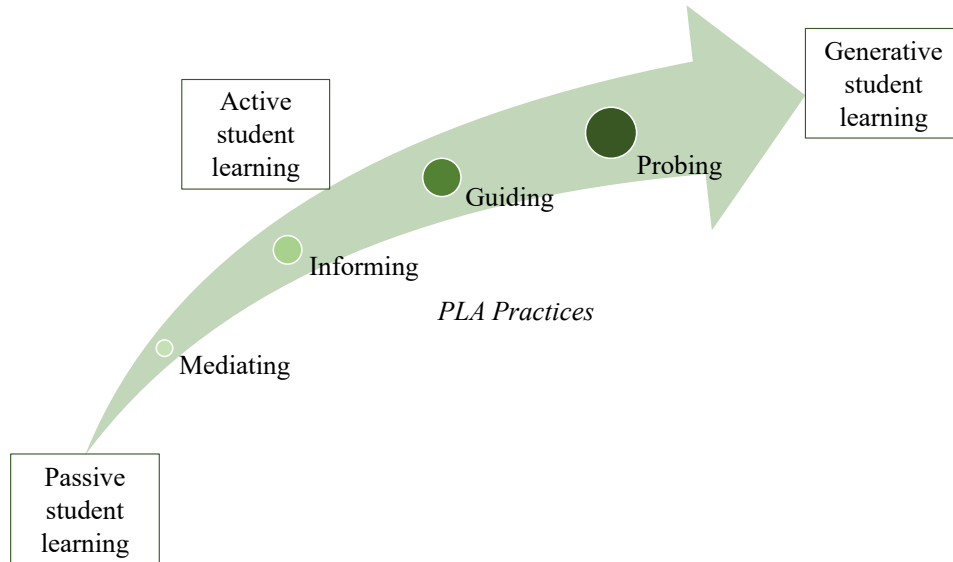 Generative
student
learning
Active
student
learning
Probing
Guiding
Informing
PLA Practices
Mediating
Passive
student
learning